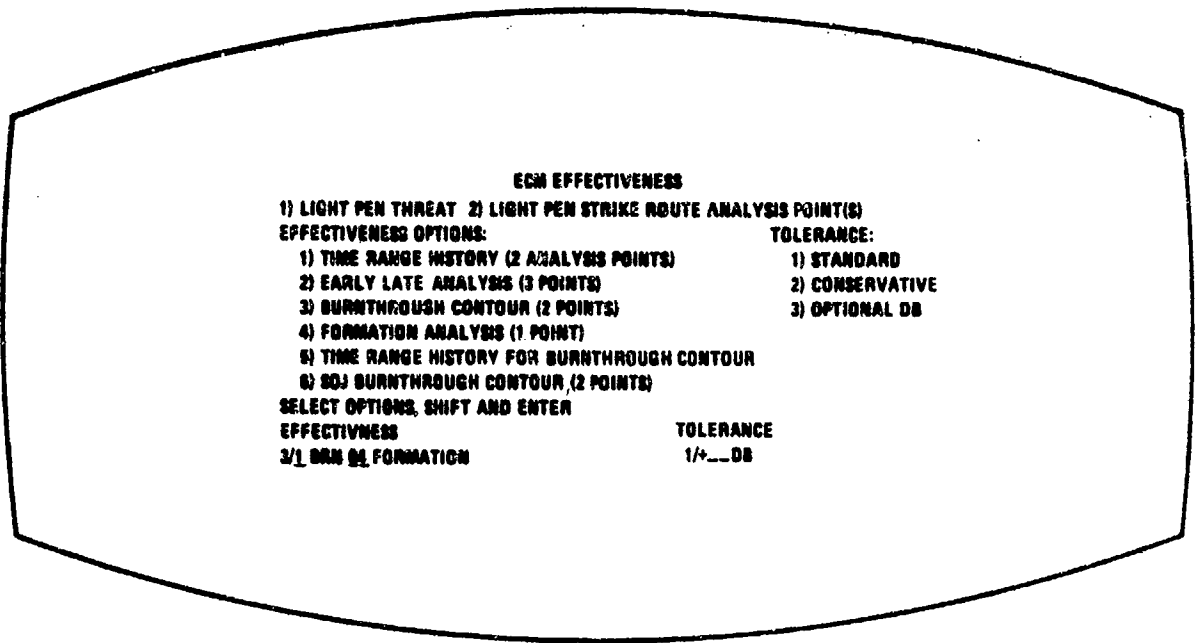 ECM EFFECTIVENESS
1) LIGHT PEN THREAT 2) LIGHT PEN STRIKE ROUTE ANALYSIS POINT(S)
EFFECTIVENESS OPTIONS: TOLERANCE:
1) TIME RANGE HISTORY (2 ANALYSIS POINTS) 1) STANDARD
2) EARLY LATE ANALYSIS (3 POINTS) 2) CONSERVATIVE
3) BURNTHROUGH CONTOUR (2 POINTS) 3) OPTIONAL DB
4) FORMATION ANALYSIS (1 POINT)
5) TIME RANGE HISTORY FOR BURNTHROUGH CONTOUR
6) SOJ BURNTHROUGH CONTOUR, (2 POINTS)
SELECT OPTIONS, SHIFT AND ENTER
EFFECTIVNESS TOLERANCE
3/1 BRN 04 FORMATION 1/+__DB